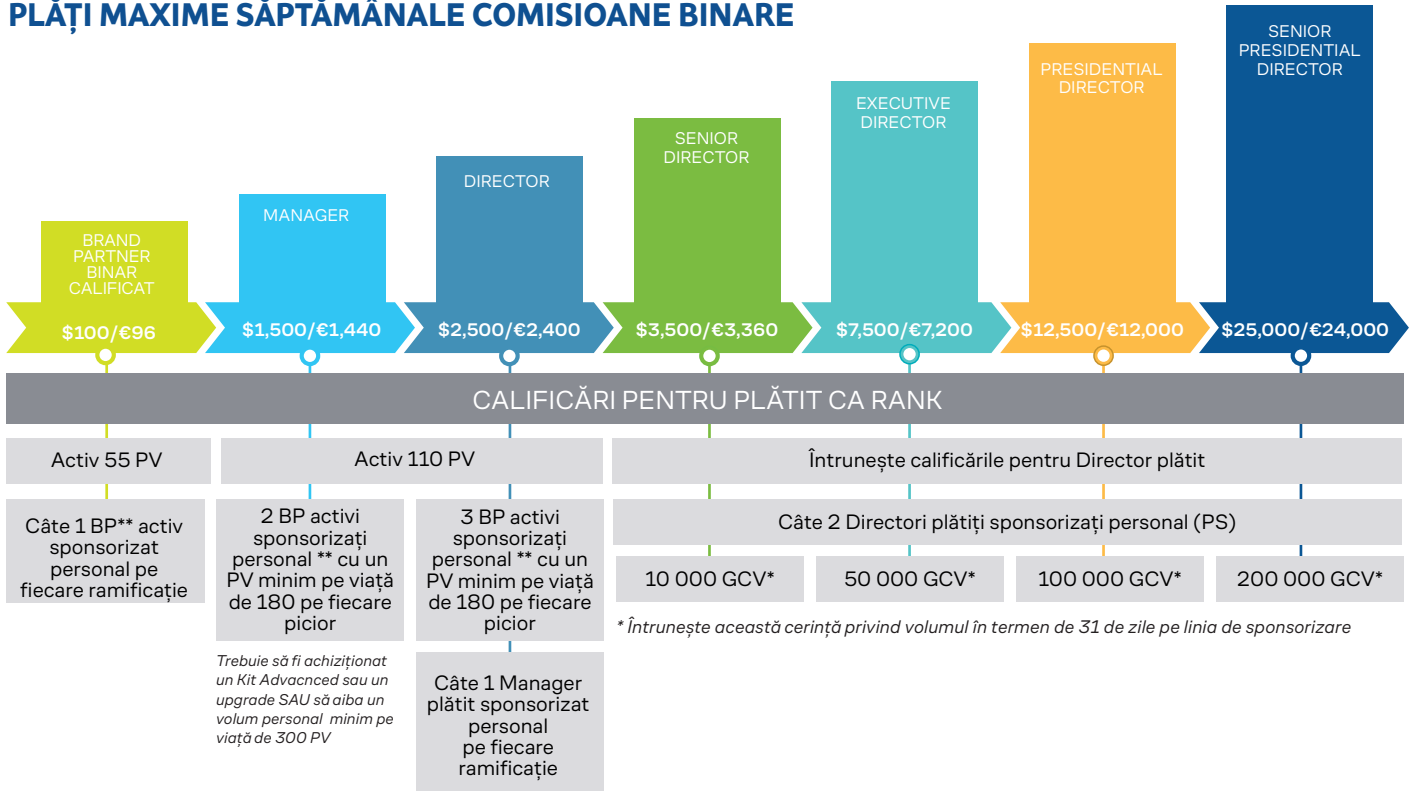 PLĂȚI MAXIME SĂPTĂMÂNALE COMISIOANE BINARE
BRAND
PARTNER
BINAR
CALIFICAT
MANAGER
DIRECTOR
SENIOR
DIRECTOR
EXECUTIVE
DIRECTOR
PRESIDENTIAL
DIRECTOR
SENIOR
PRESIDENTIAL
DIRECTOR
$100/€96
$1,500/€1,440
$2,500/€2,400
$3,500/€3,360
$7,500/€7,200
$12,500/€12,000
$25,000/€24,000
CALIFICĂRI PENTRU PLĂTIT CA RANK
Activ 55 PV
Activ 110 PV
Întrunește calificările pentru Director plătit
Câte 1 BP** activ
sponsorizat
personal pe
fiecare ramificație
2 BP activi
sponsorizați
personal ** cu un
PV minim pe viață
de 180 pe fiecare
picior
3 BP activi
sponsorizați
personal ** cu un
PV minim pe viață
de 180 pe fiecare
picior
Câte 2 Directori plătiți sponsorizați personal (PS)
10 000 GCV*
50 000 GCV*
100 000 GCV*
200 000 GCV*
* Întrunește această cerință privind volumul în termen de 31 de zile pe linia de sponsorizare
Trebuie să fi achiziționat
un Kit Advacnced sau un
upgrade SAU să aiba un
volum personal minim pe
viață de 300 PV
Câte 1 Manager
plătit sponsorizat
personal
pe fiecare
ramificație